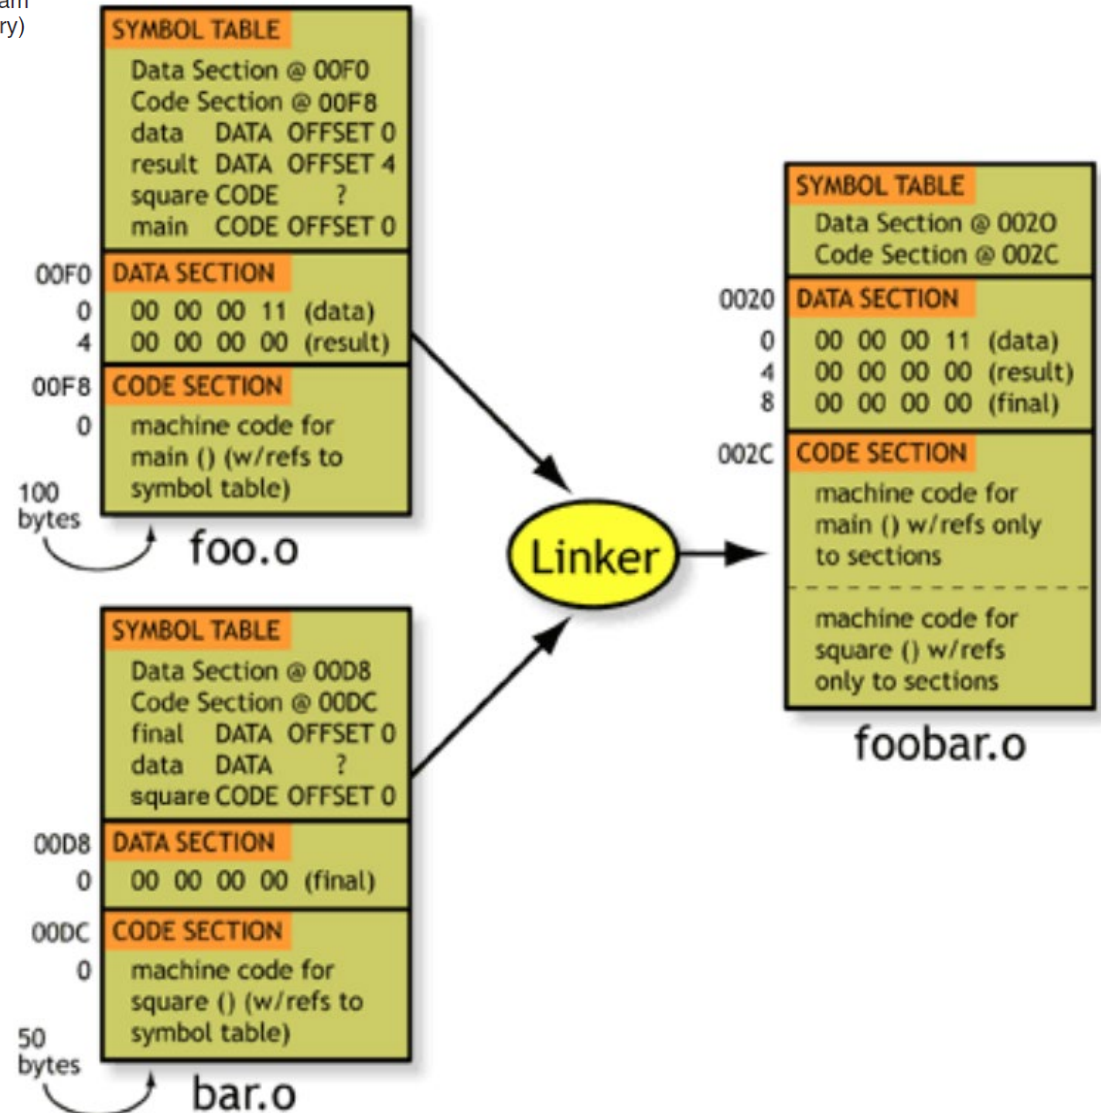 ry)
SYMBOL TABLE
Data Section @ 00F0
Code Section @ 00F8
data DATA OFFSET 0
result DATA OFFSET 4
square CODE ?
main CODE OFFSET 0
00F0 DATA SECTION
0 00 00 00 11 (data)
4 00 00 00 00 (result)
00F8 CODE SECTION
0 machine code for
main () (w/refs to
symbol table)
100
bytes
foo.o
SYMBOL TABLE
Data Section @ 00D8
Code Section @ 00DC
final DATA OFFSET 0
data DATA ?
square CODE OFFSET 0
00D8 DATA SECTION
0 00 00 00 00 (final)
00DC CODE SECTION
0 machine code for
square () (w/refs to
symbol table)
50
bytes
bar.o
Linker
SYMBOL TABLE
Data Section @ 002O
Code Section @ 002C
0020 DATA SECTION
0 00 00 00 11 (data)
4 00 00 00 00 (result)
8 00 00 00 00 (final)
002C CODE SECTION
machine code for
main () w/refs only
to sections
machine code for
square () w/refs
only to sections
foobar.o